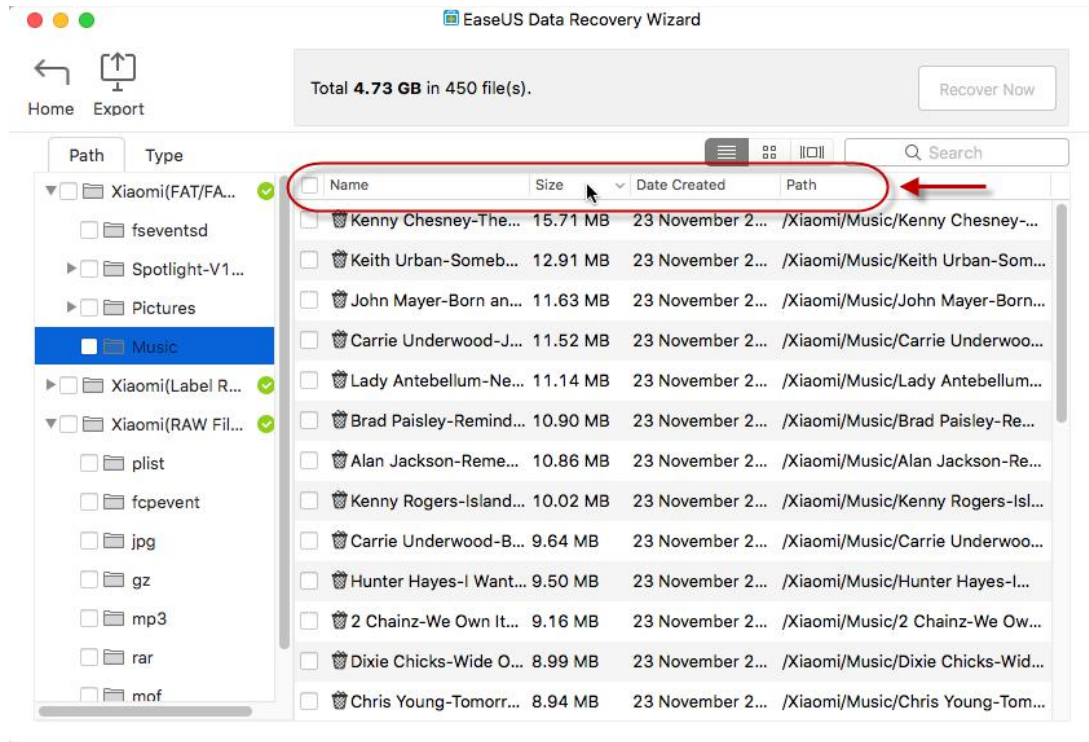 EaseUS Data Recovery Wizard
Home Export
Total 4.73 GB in 450 file(s).
Recover Now
Path Type
Search
Xiaomi(FAT/FA...
fseventsd
Spotlight-V1...
Pictures
Music
Xiaomi(Label R...
Xiaomi(RAW Fil...
plist
fcpevent
jpg
gz
mp3
rar
mof
Name Size Date Created Path
Kenny Chesney-The... 15.71 MB 23 November 2... /Xiaomi/Music/Kenny Chesney-...
Keith Urban-Someb... 12.91 MB 23 November 2... /Xiaomi/Music/Keith Urban-Som...
John Mayer-Born an... 11.63 MB 23 November 2... /Xiaomi/Music/John Mayer-Born...
Carrie Underwood-J... 11.52 MB 23 November 2... /Xiaomi/Music/Carrie Underwoo...
Lady Antebellum-Ne... 11.14 MB 23 November 2... /Xiaomi/Music/Lady Antebellum...
Brad Paisley-Remind... 10.90 MB 23 November 2... /Xiaomi/Music/Brad Paisley-Re...
Alan Jackson-Reme... 10.86 MB 23 November 2... /Xiaomi/Music/Alan Jackson-Re...
Kenny Rogers-Island... 10.02 MB 23 November 2... /Xiaomi/Music/Kenny Rogers-Isl...
Carrie Underwood-B... 9.64 MB 23 November 2... /Xiaomi/Music/Carrie Underwoo...
Hunter Hayes-I Want... 9.50 MB 23 November 2... /Xiaomi/Music/Hunter Hayes-I...
2 Chainz-We Own It... 9.16 MB 23 November 2... /Xiaomi/Music/2 Chainz-We Ow...
Dixie Chicks-Wide O... 8.99 MB 23 November 2... /Xiaomi/Music/Dixie Chicks-Wid...
Chris Young-Tomorr... 8.94 MB 23 November 2... /Xiaomi/Music/Chris Young-Tom...